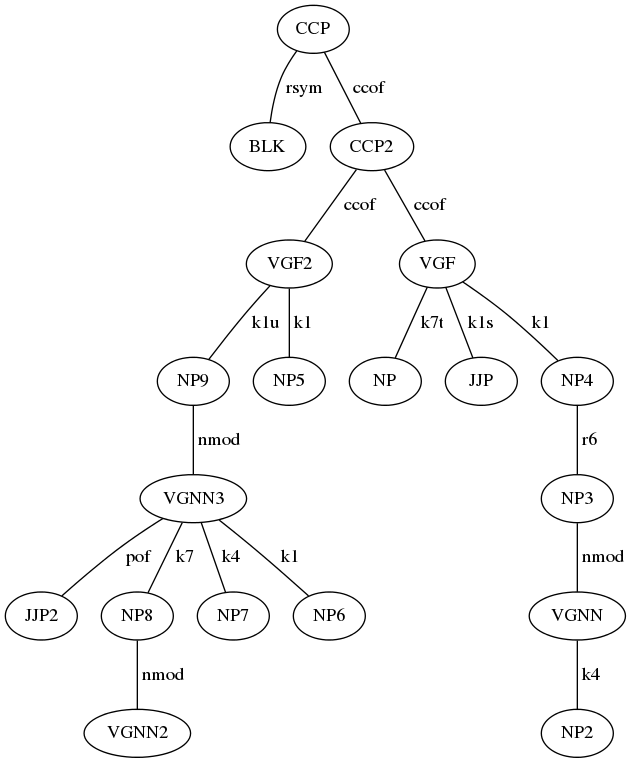 CCP
rsym ccof
BLK CCP2
ccof ccof
VGF2 VGF
k1u k1 k7t k1s k1
NP9 NP5 NP JJP NP4
nmod r6
VGNN3 NP3
pof k7 k4 k1 nmod
JJP2 NP8 NP7 NP6 VGNN
nmod k4
VGNN2 NP2